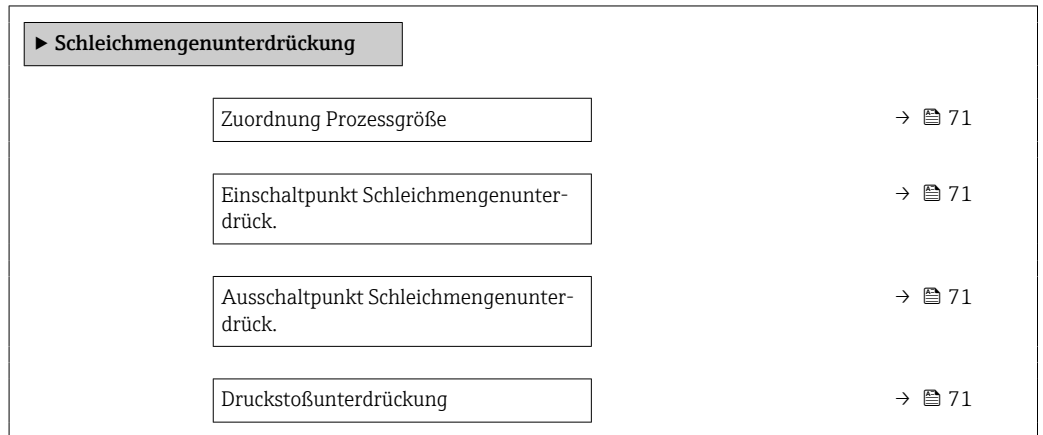 ▶ Schleichmengenunterdrückung
Zuordnung Prozessgröße → 71
Einschaltpunkt Schleichmengenunter-
drück. → 71
Ausschaltpunkt Schleichmengenunter-
drück. → 71
Druckstoßunterdrückung → 71